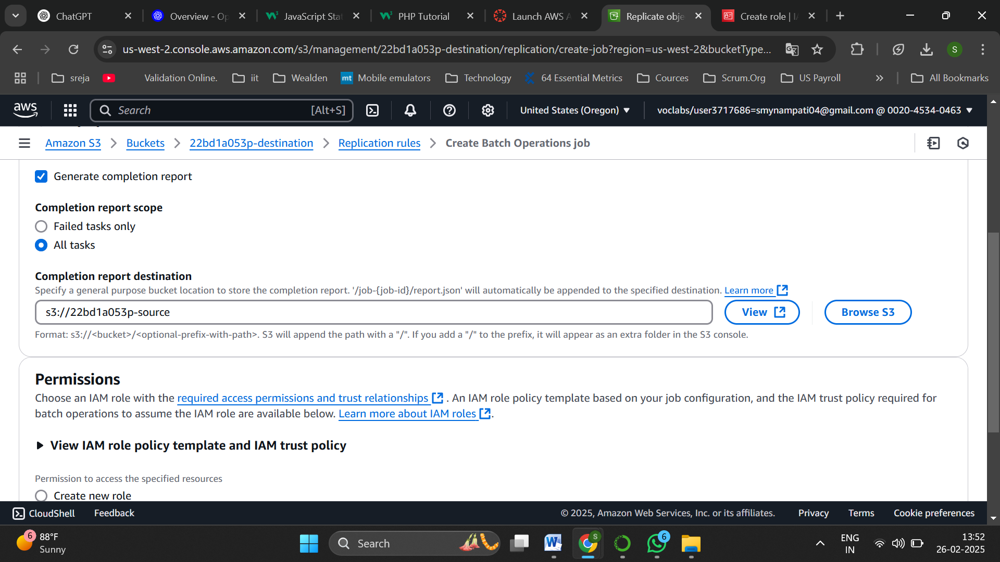 ChatGPT
Overview - Op
JavaScript Sta
PHP Tutorial
Launch AWS A
Replicate obje
Create role | IA
us-west-2.console.aws.amazon.com/s3/management/22bd1a053p-destination/replication/create-job?region=us-west-2&bucketType...
S
sreja
Validation Online.
iit
Wealden
mt
Mobile emulators
Technology
64 Essential Metrics
Cources
Scrum.Org
US Payroll
All Bookmarks
aws
Search
[Alt+S]
United States (Oregon)
voclabs/user3717686=smynampati04@gmail.com @ 0020-4534-0463
Amazon S3
Buckets
22bd1a053p-destination
Replication rules
Create Batch Operations job
Generate completion report
Completion report scope
Failed tasks only
All tasks
Completion report destination
Specify a general purpose bucket location to store the completion report. '/job-{job-id}/report.json' will automatically be appended to the specified destination. Learn more
s3://22bd1a053p-source
View
Browse S3
Format: s3://<bucket>/<optional-prefix-with-path>. S3 will append the path with a "/". If you add a "/" to the prefix, it will appear as an extra folder in the S3 console.
Permissions
Choose an IAM role with the required access permissions and trust relationships . An IAM role policy template based on your job configuration, and the IAM trust policy required for
batch operations to assume the IAM role are available below. Learn more about IAM roles .
View IAM role policy template and IAM trust policy
Permission to access the specified resources
Create new role
CloudShell
Feedback
© 2025, Amazon Web Services, Inc. or its affiliates.
Privacy
Terms
Cookie preferences
6
88°F
Sunny
Search
W
S
6
ENG
IN
13:52
26-02-2025